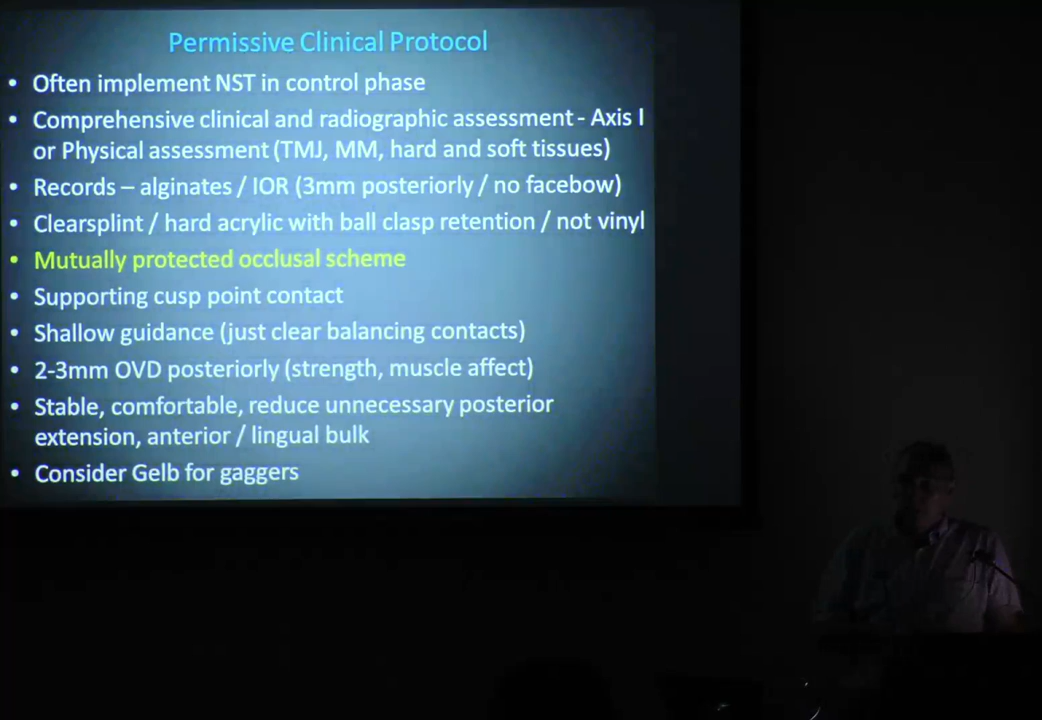 Permissive Clinical Protocol
• Often implement NST in control phase
• Comprehensive clinical and radiographic assessment - Axis I
or Physical assessment (TMJ, MM, hard and soft tissues)
• Records – alginates / IOR (3mm posteriorly / no facebow)
• Clearsplint / hard acrylic with ball clasp retention / not vinyl
• Mutually protected occlusal scheme
• Supporting cusp point contact
• Shallow guidance (just clear balancing contacts)
• 2-3mm OVD posteriorly (strength, muscle affect)
• Stable, comfortable, reduce unnecessary posterior
extension, anterior / lingual bulk
• Consider Gelb for gaggers